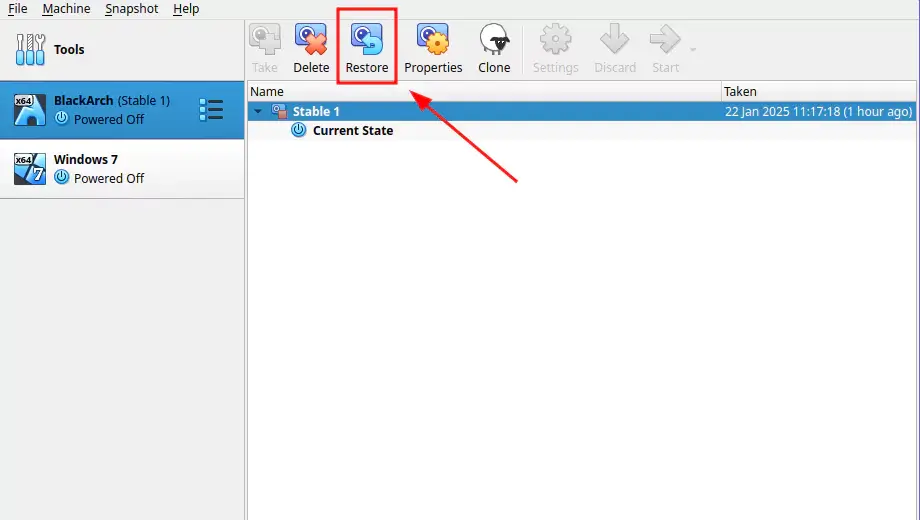 File Machine Snapshot Help
Tools
Take Delete Restore Properties Clone Settings Discard Start
Name Taken
x64 BlackArch (Stable 1)
Powered Off
Stable 1 22 Jan 2025 11:17:18 (1 hour ago)
Current State
x64 7 Windows 7
Powered Off